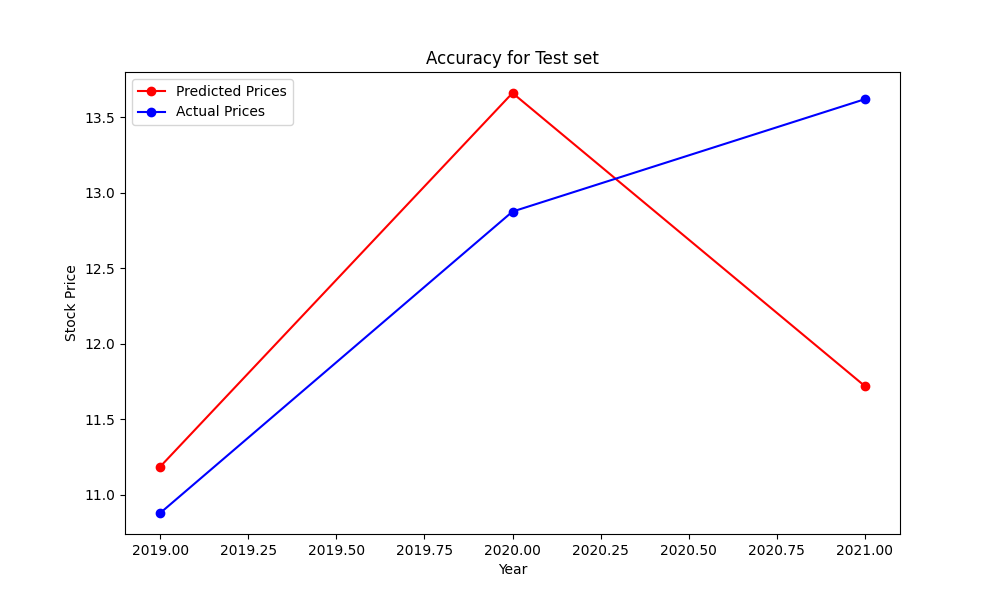 Accuracy for Test set
Predicted Prices
Actual Prices
13.5
13.0
12.5
12.0
11.5
11.0
Stock Price
2019.00 2019.25 2019.50 2019.75 2020.00 2020.25 2020.50 2020.75 2021.00
Year